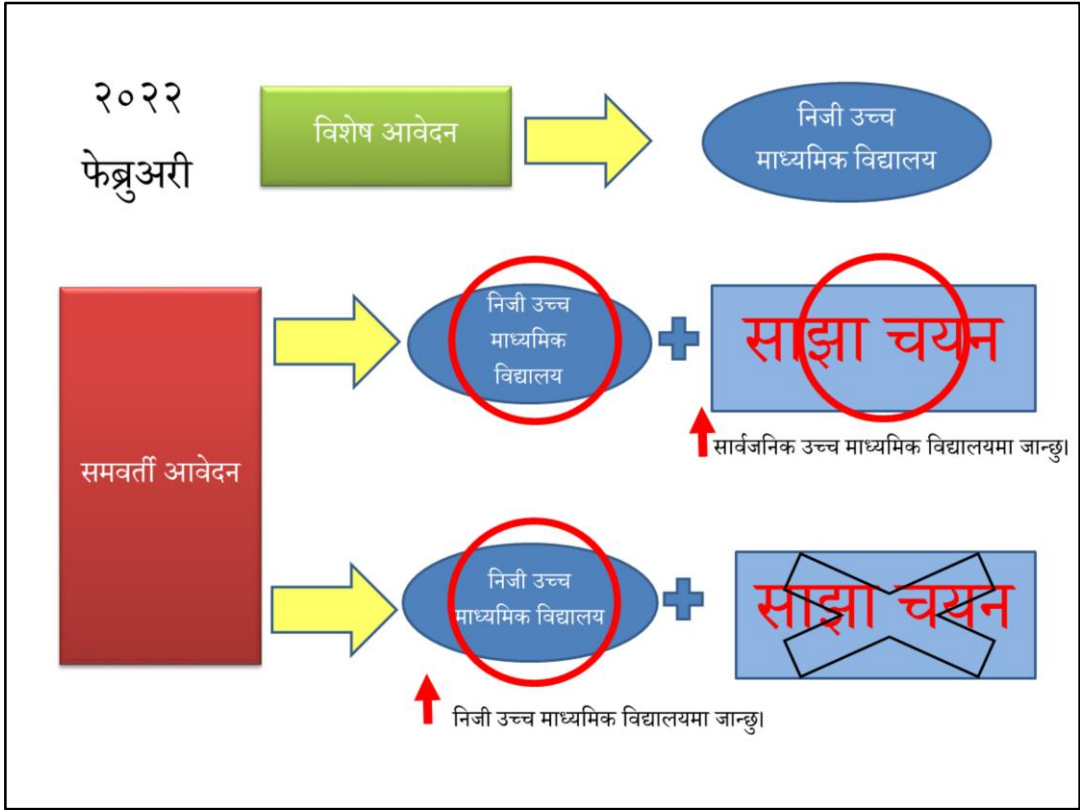 २०२२
फेब्रुअरी
विशेष आवेदन
निजी उच्च
माध्यमिक विद्यालय
समवर्ती आवेदन
निजी उच्च
माध्यमिक
विद्यालय
साझा चयन
सार्वजनिक उच्च माध्यमिक विद्यालयमा जान्छु।
निजी उच्च
माध्यमिक विद्यालय
साझा चयन
निजी उच्च माध्यमिक विद्यालयमा जान्छु।